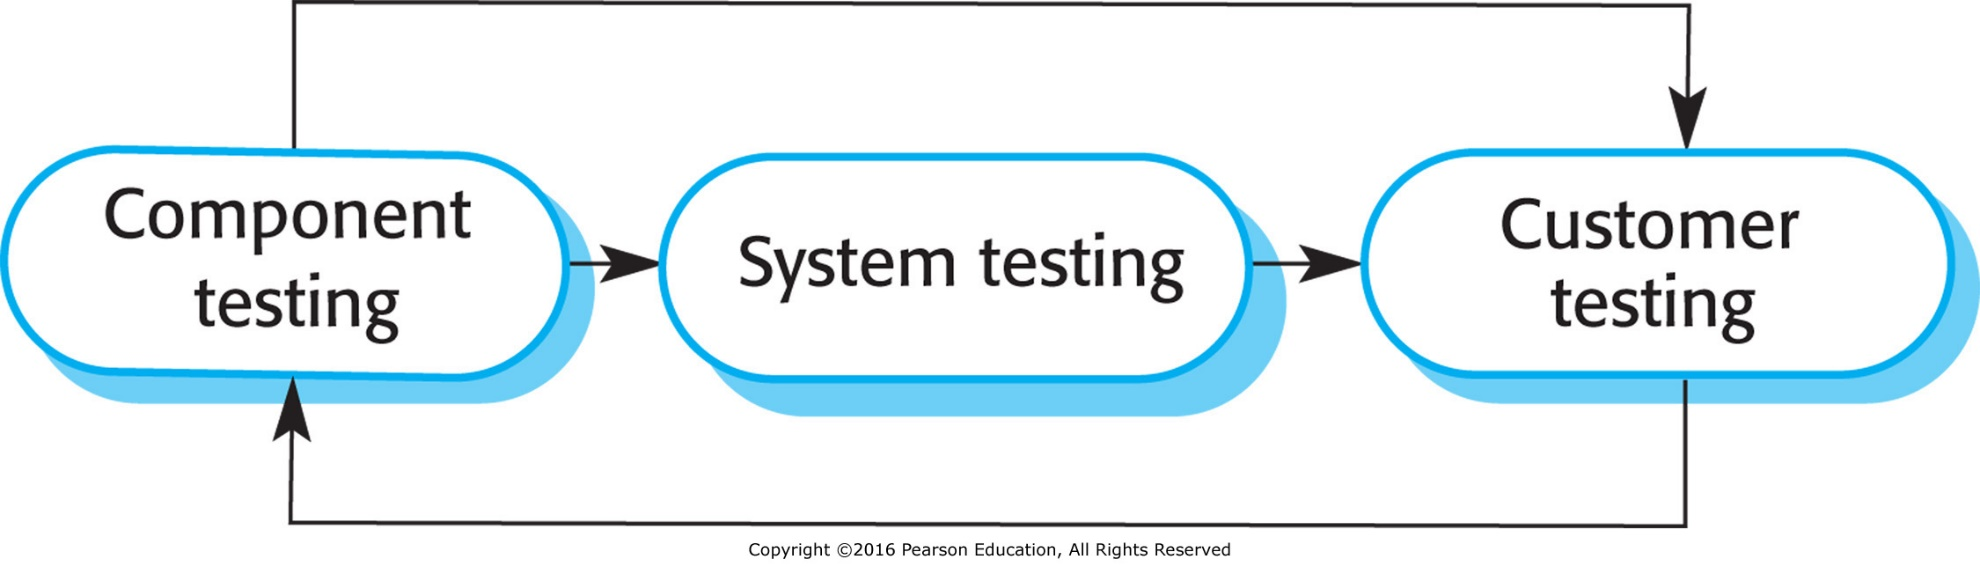 Component
testing
System testing
Customer
testing
Copyright ©2016 Pearson Education, All Rights Reserved